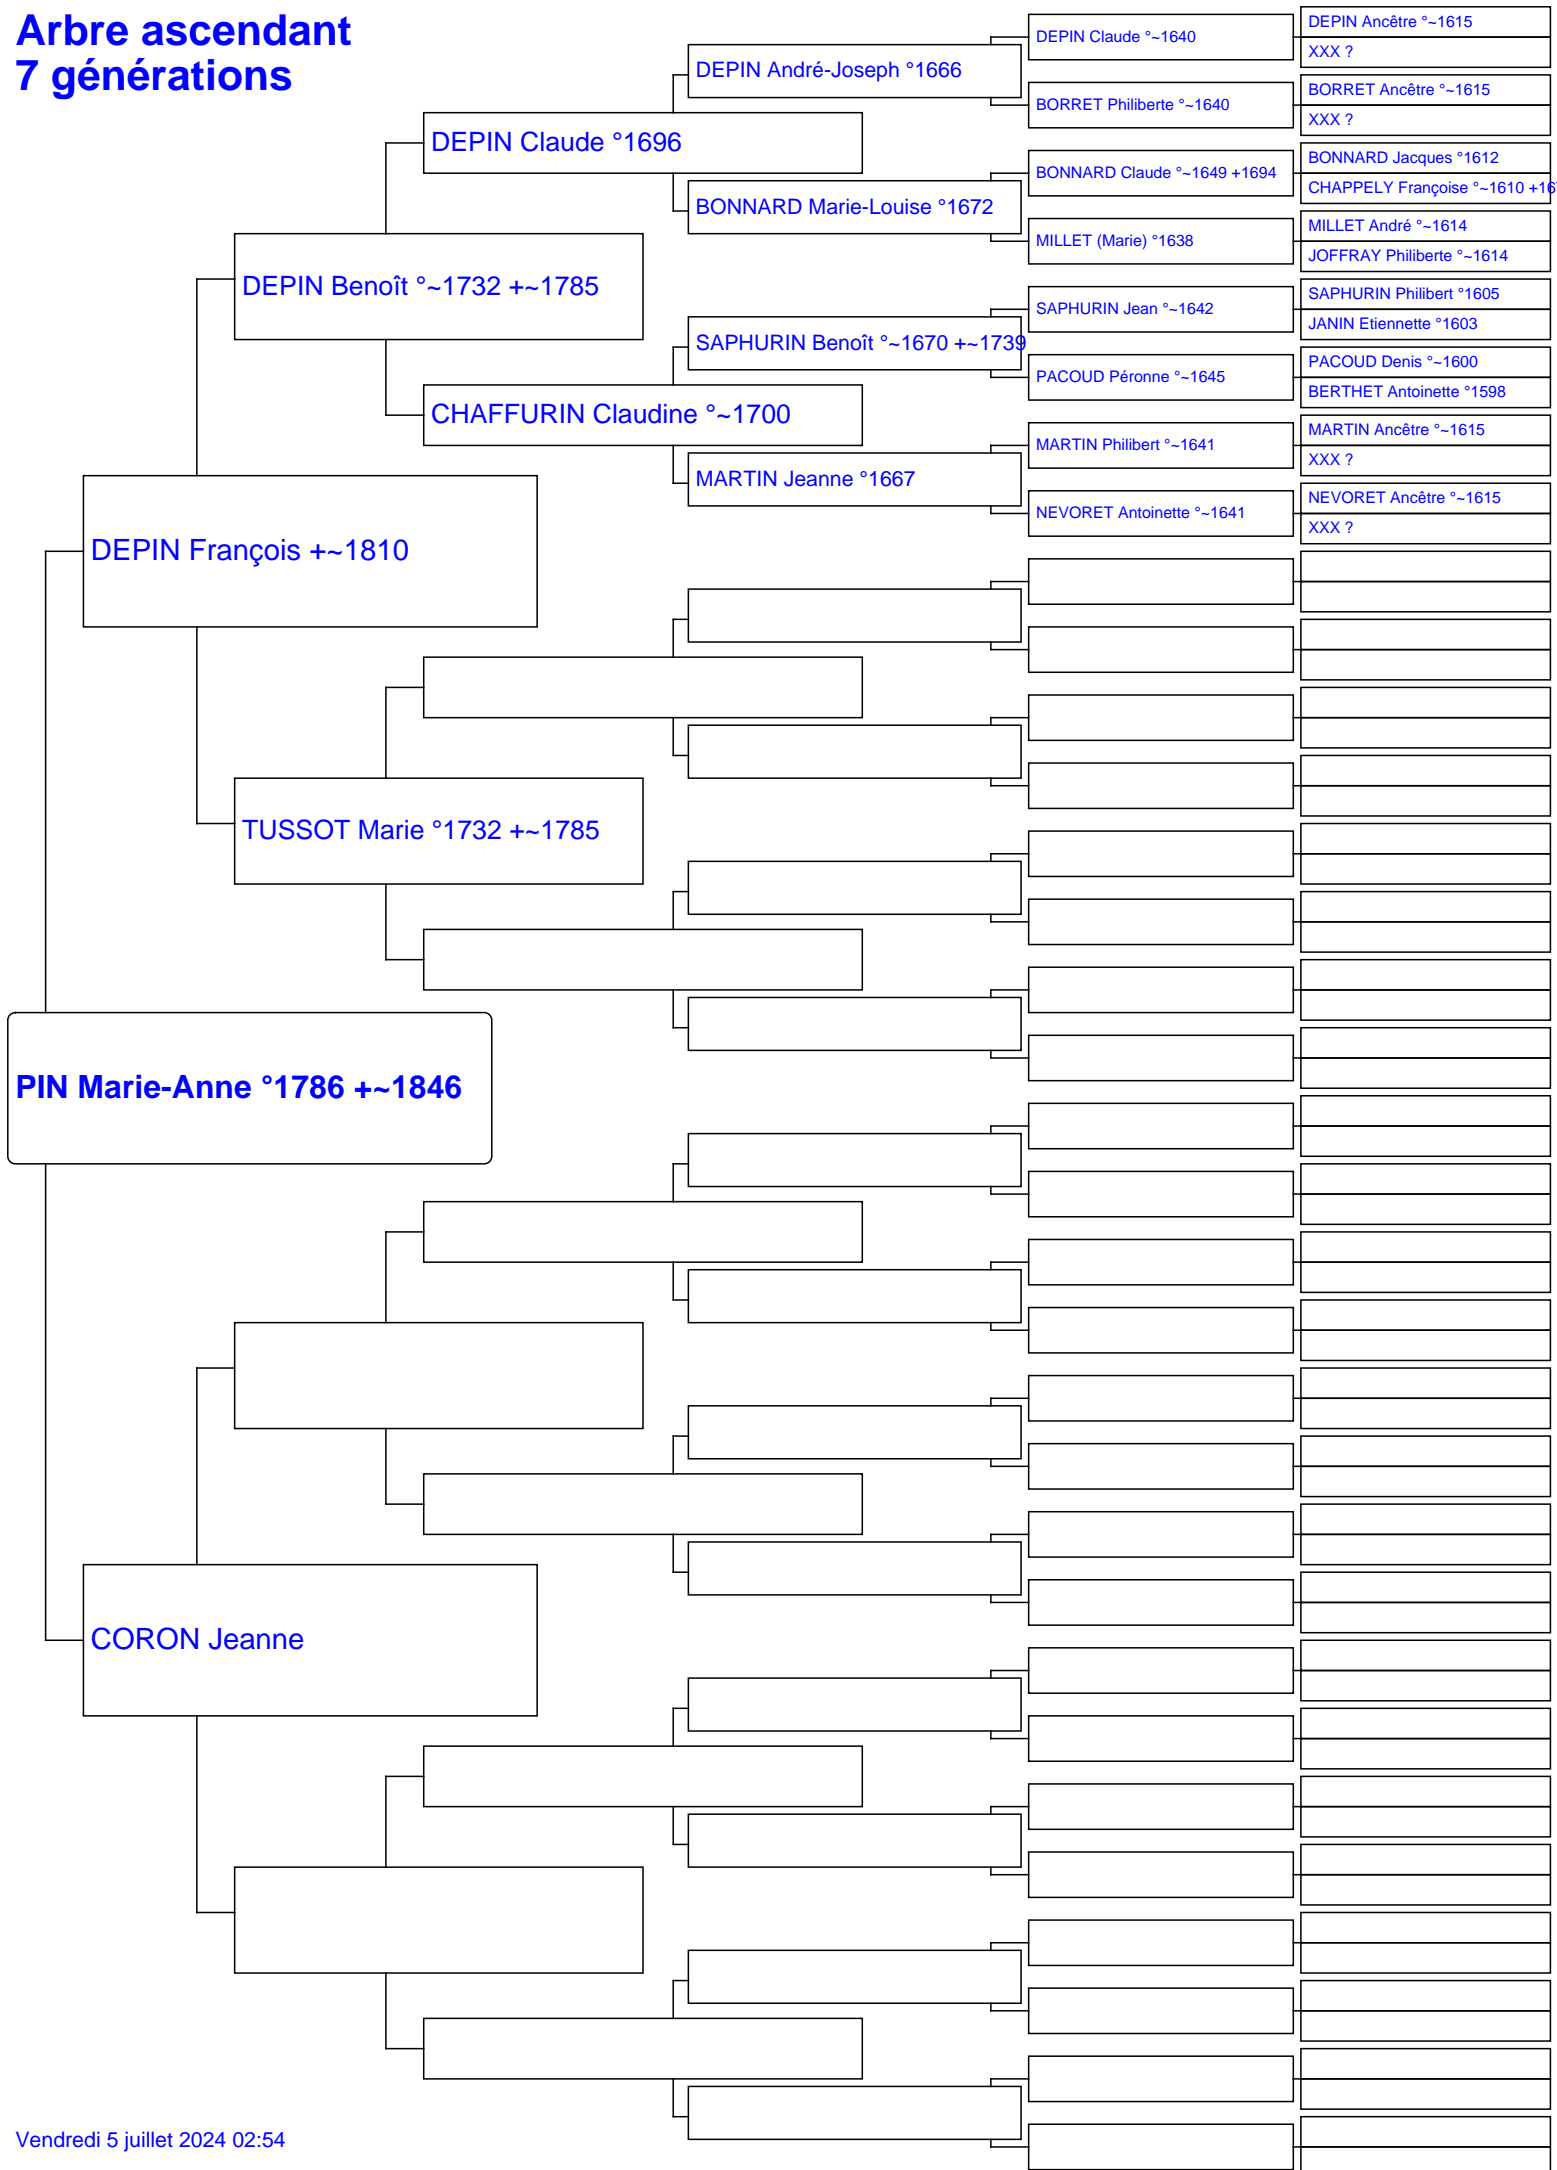 Arbre ascendant
7 générations
DEPIN Ancêtre °~1615
DEPIN Claude °~1640
XXX ?
DEPIN André-Joseph °1666
BORRET Ancêtre °~1615
BORRET Philiberte °~1640
XXX ?
DEPIN Claude °1696
BONNARD Jacques °1612
BONNARD Claude °~1649 +1694
CHAPPELY Françoise °~1610 +16
BONNARD Marie-Louise °1672
MILLET André °~1614
MILLET (Marie) °1638
JOFFRAY Philiberte °~1614
DEPIN Benoît °~1732 +~1785
SAPHURIN Philibert °1605
SAPHURIN Jean °~1642
JANIN Etiennette °1603
SAPHURIN Benoît °~1670 +~1739
PACOUD Denis °~1600
PACOUD Péronne °~1645
BERTHET Antoinette °1598
CHAFFURIN Claudine °~1700
MARTIN Ancêtre °~1615
MARTIN Philibert °~1641
XXX ?
MARTIN Jeanne °1667
NEVORET Ancêtre °~1615
NEVORET Antoinette °~1641
XXX ?
DEPIN François +~1810
TUSSOT Marie °1732 +~1785
PIN Marie-Anne °1786 +~1846
CORON Jeanne
Vendredi 5 juillet 2024 02:54